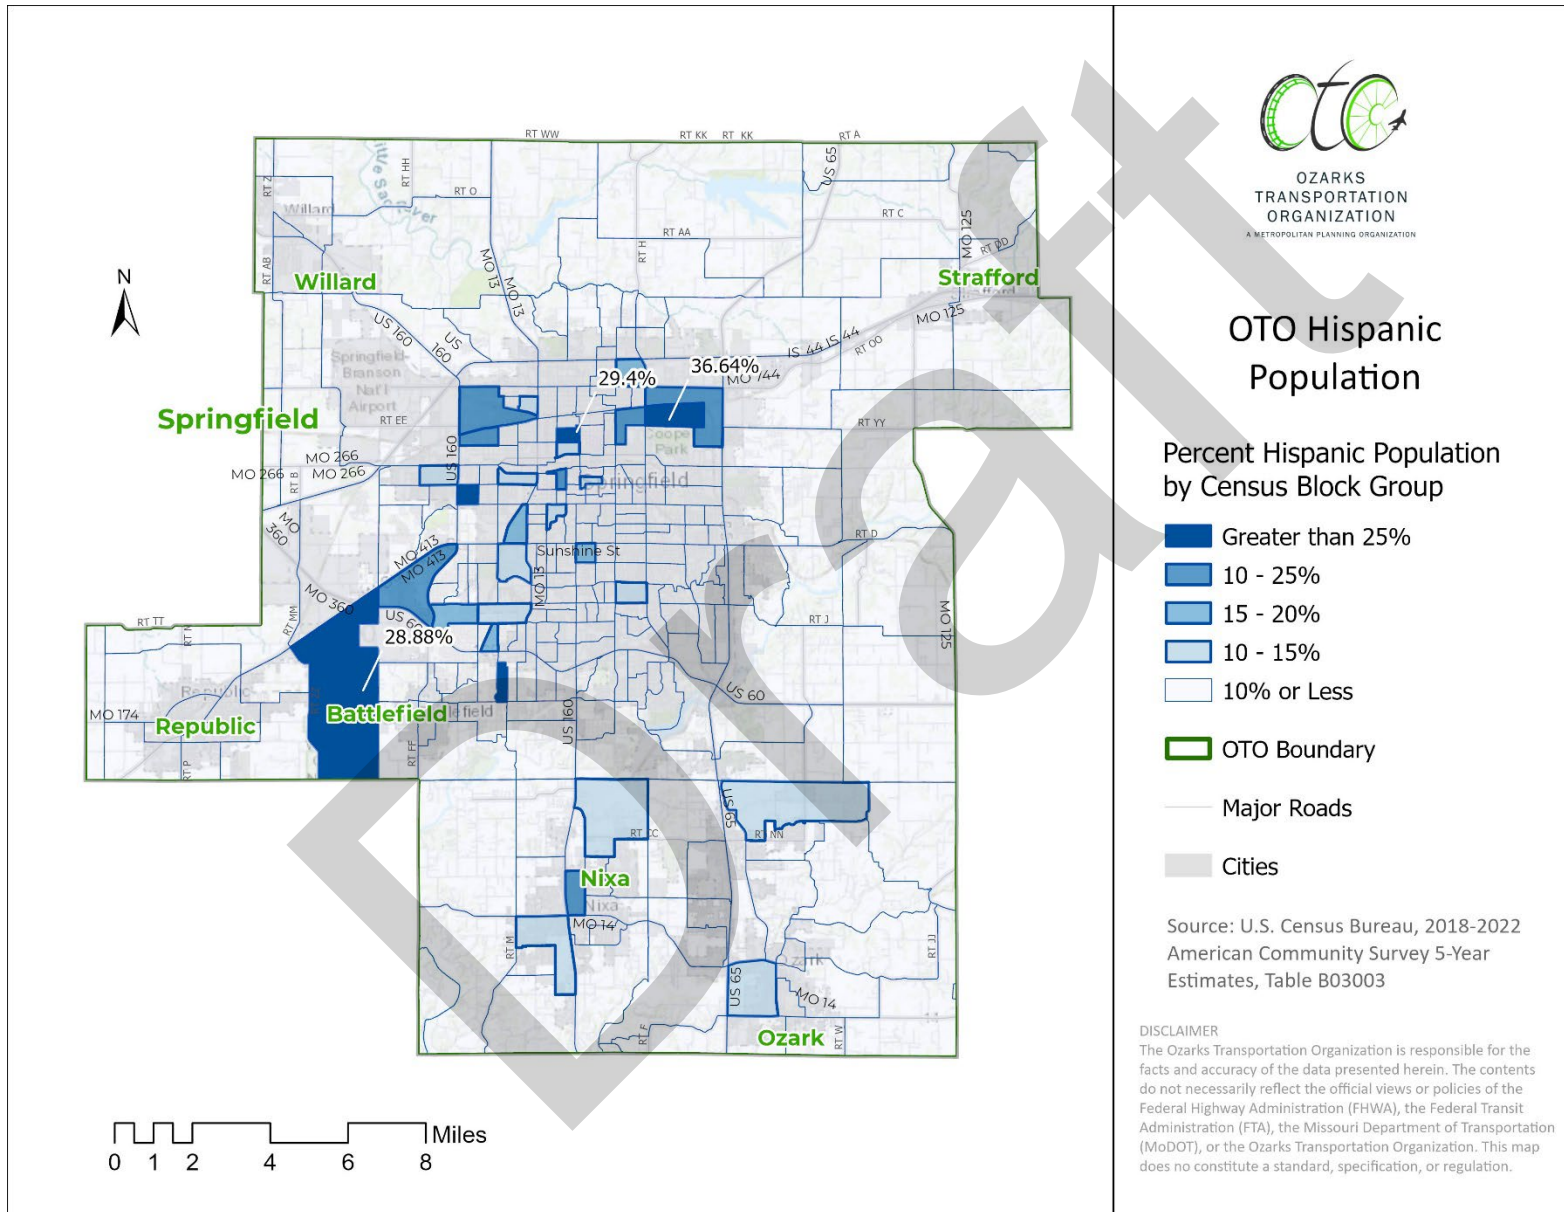 RT WW
RT KK
RT KK
RT A
RT Z
RT HH
RT O
US 65
Willard
RT C
RT AA
RT H
MO 125
RT DD
RT AB
MO 13
MO 13
Willard
Strafford
N
US 160
US 160
MO 125
IS 44 IS 44
RT OO
Springfield-
Branson
Nat'l
Airport
29.4%
36.64%
MO 744
Springfield
RT EE
RT YY
Cooper
Park
US 160
MO 266
MO 266
MO 266
RT B
Springfield
MO 360
RT D
MO 413
MO 413
Sunshine St
MO 13
MO 360
RT MM
RT TT
RT N
US 60
28.88%
RT J
MO 125
Republic
MO 174
Republic
Battlefield
US 60
US 160
RT P
RT FF
US 65
RT CC
RT NN
Nixa
Nixa
MO 14
RT M
RT JJ
Ozark
US 65
MO 14
RT F
RT W
Ozark
Miles
0 1 2 4 6 8
Draft
oto
OZARKS
TRANSPORTATION
ORGANIZATION
A METROPOLITAN PLANNING ORGANIZATION
OTO Hispanic
Population
Percent Hispanic Population
by Census Block Group
Greater than 25%
10 - 25%
15 - 20%
10 - 15%
10% or Less
OTO Boundary
Major Roads
Cities
Source: U.S. Census Bureau, 2018-2022
American Community Survey 5-Year
Estimates, Table B03003
DISCLAIMER
The Ozarks Transportation Organization is responsible for the
facts and accuracy of the data presented herein. The contents
do not necessarily reflect the official views or policies of the
Federal Highway Administration (FHWA), the Federal Transit
Administration (FTA), the Missouri Department of Transportation
(MoDOT), or the Ozarks Transportation Organization. This map
does no constitute a standard, specification, or regulation.